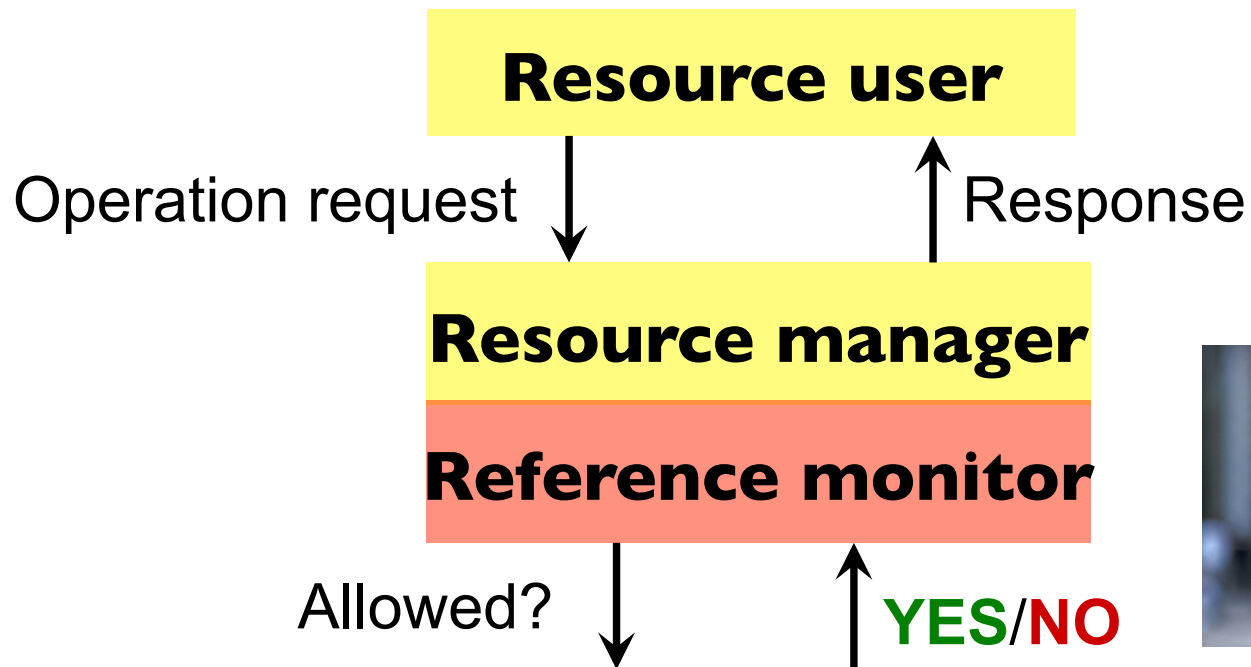 Resource user
Operation request
Response
Resource manager
Reference monitor
Allowed?
YES/NO